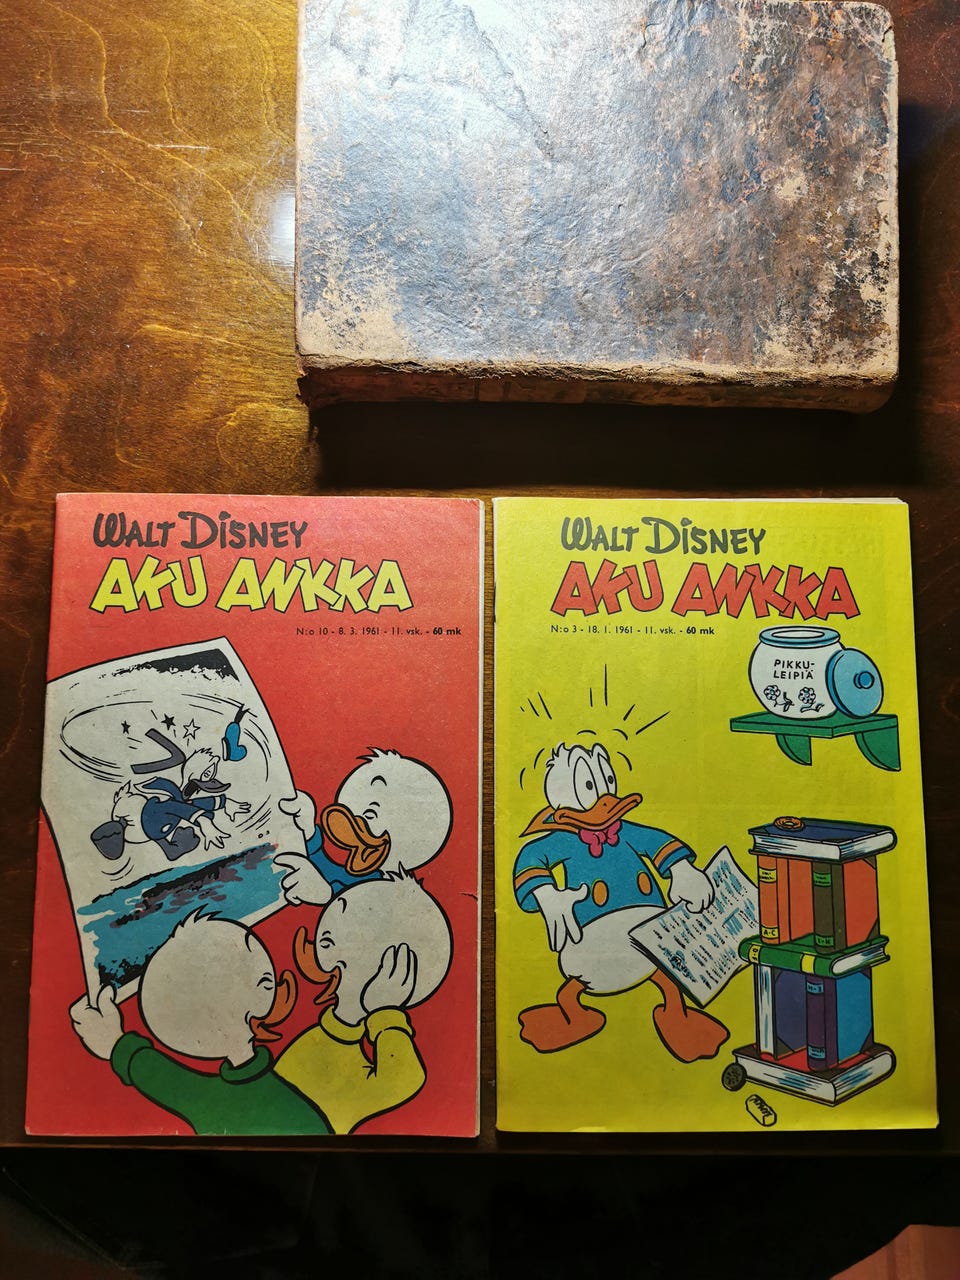 WALT DISNEY
AKU ANKKA
N:o 10 - 8. 3. 1961 - 11. vsk. - 60 mk
WALT DISNEY
AKU ANKKA
N:o 3 - 18. 1. 1961 - 11. vsk. - 60 mk
PIKKU-
LEIPIÄ
A-C